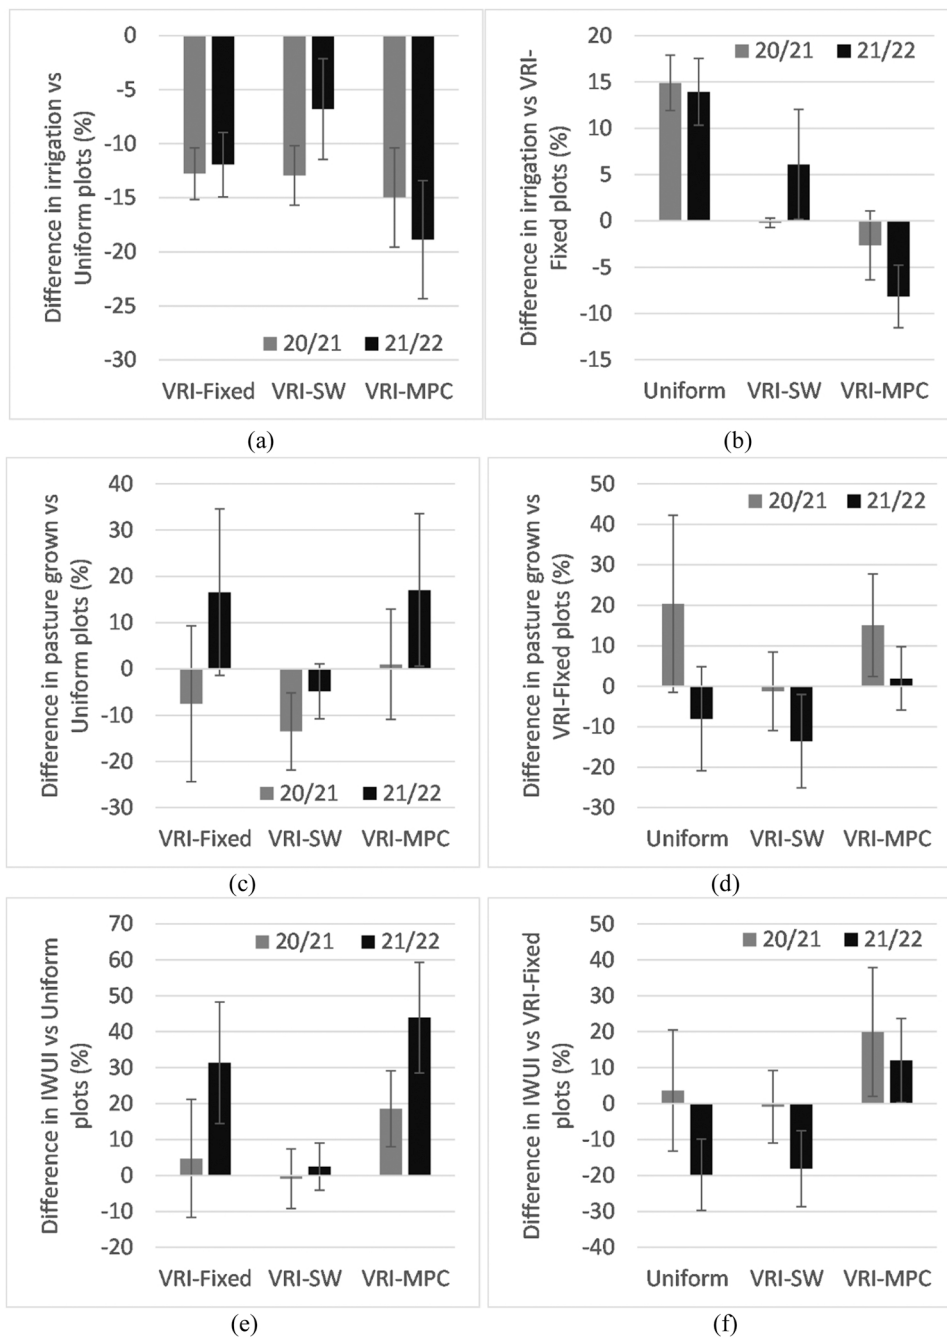 Difference in irrigation vs
Uniform plots (%)
0
-5
-10
-15
-20
-25
-30
20/21 21/22
VRI-Fixed VRI-SW VRI-MPC
(a)
Difference in irrigation vs VRI-
Fixed plots (%)
20
15
10
5
0
-5
-10
-15
20/21 21/22
Uniform VRI-SW VRI-MPC
(b)
Difference in pasture grown vs
Uniform plots (%)
40
30
20
10
0
-10
-20
-30
20/21 21/22
VRI-Fixed VRI-SW VRI-MPC
(c)
Difference in pasture grown vs
VRI-FIxed plots (%)
50
40
30
20
10
0
-10
-20
-30
20/21 21/22
Uniform VRI-SW VRI-MPC
(d)
Difference in IWUI vs Uniform
plots (%)
70
60
50
40
30
20
10
0
-10
-20
20/21 21/22
VRI-Fixed VRI-SW VRI-MPC
(e)
Difference in IWUI vs VRI-Fixed
plots (%)
50
40
30
20
10
0
-10
-20
-30
-40
20/21 21/22
Uniform VRI-SW VRI-MPC
(f)